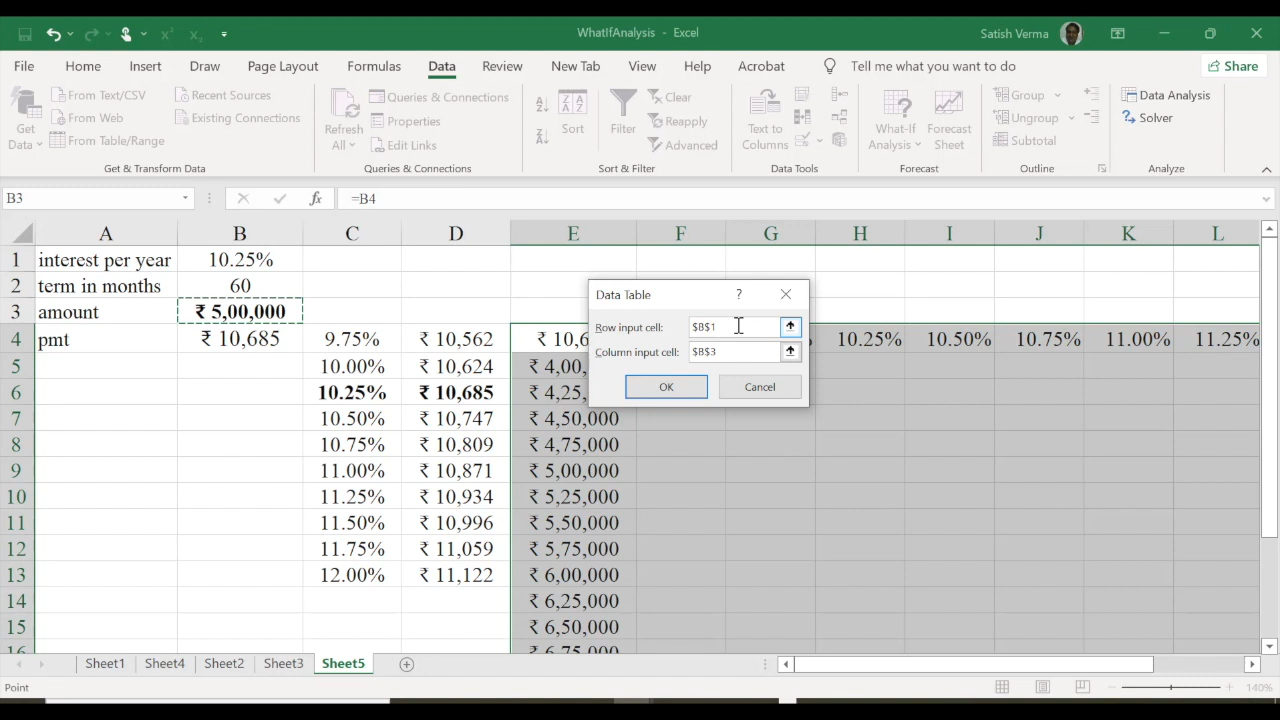 WhatIfAnalysis - Excel
Satish Verma
File Home Insert Draw Page Layout Formulas Data Review New Tab View Help Acrobat Tell me what you want to do Share
Get Data
From Text/CSV
From Web
From Table/Range
Recent Sources
Existing Connections
Get & Transform Data
Refresh All
Queries & Connections
Properties
Edit Links
Queries & Connections
Sort
Filter
Clear
Reapply
Advanced
Sort & Filter
Text to Columns
Data Tools
What-If Analysis
Forecast Sheet
Forecast
Group
Ungroup
Subtotal
Outline
Data Analysis
Solver
Analyze
B3 fx =B4
A B C D E F G H I J K L
1 interest per year 10.25%
2 term in months 60
3 amount ₹ 5,00,000
4 pmt ₹ 10,685 9.75% ₹ 10,562 10.25% 10.50% 10.75% 11.00% 11.25%
5 10.00% ₹ 10,624
6 10.25% ₹ 10,685
7 10.50% ₹ 10,747 ₹ 4,50,000
8 10.75% ₹ 10,809 ₹ 4,75,000
9 11.00% ₹ 10,871 ₹ 5,00,000
10 11.25% ₹ 10,934 ₹ 5,25,000
11 11.50% ₹ 10,996 ₹ 5,50,000
12 11.75% ₹ 11,059 ₹ 5,75,000
13 12.00% ₹ 11,122 ₹ 6,00,000
14 ₹ 6,25,000
15 ₹ 6,50,000
Data Table ?
Row input cell: $B$1
Column input cell: $B$3
OK Cancel
Sheet1 Sheet4 Sheet2 Sheet3 Sheet5
Point 140%